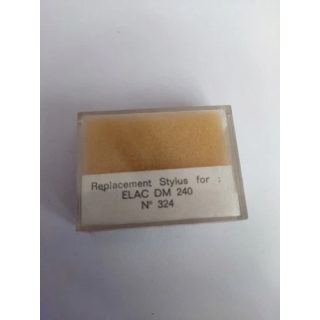 Replacement Stylus for :
ELAC DM 240
N° 324